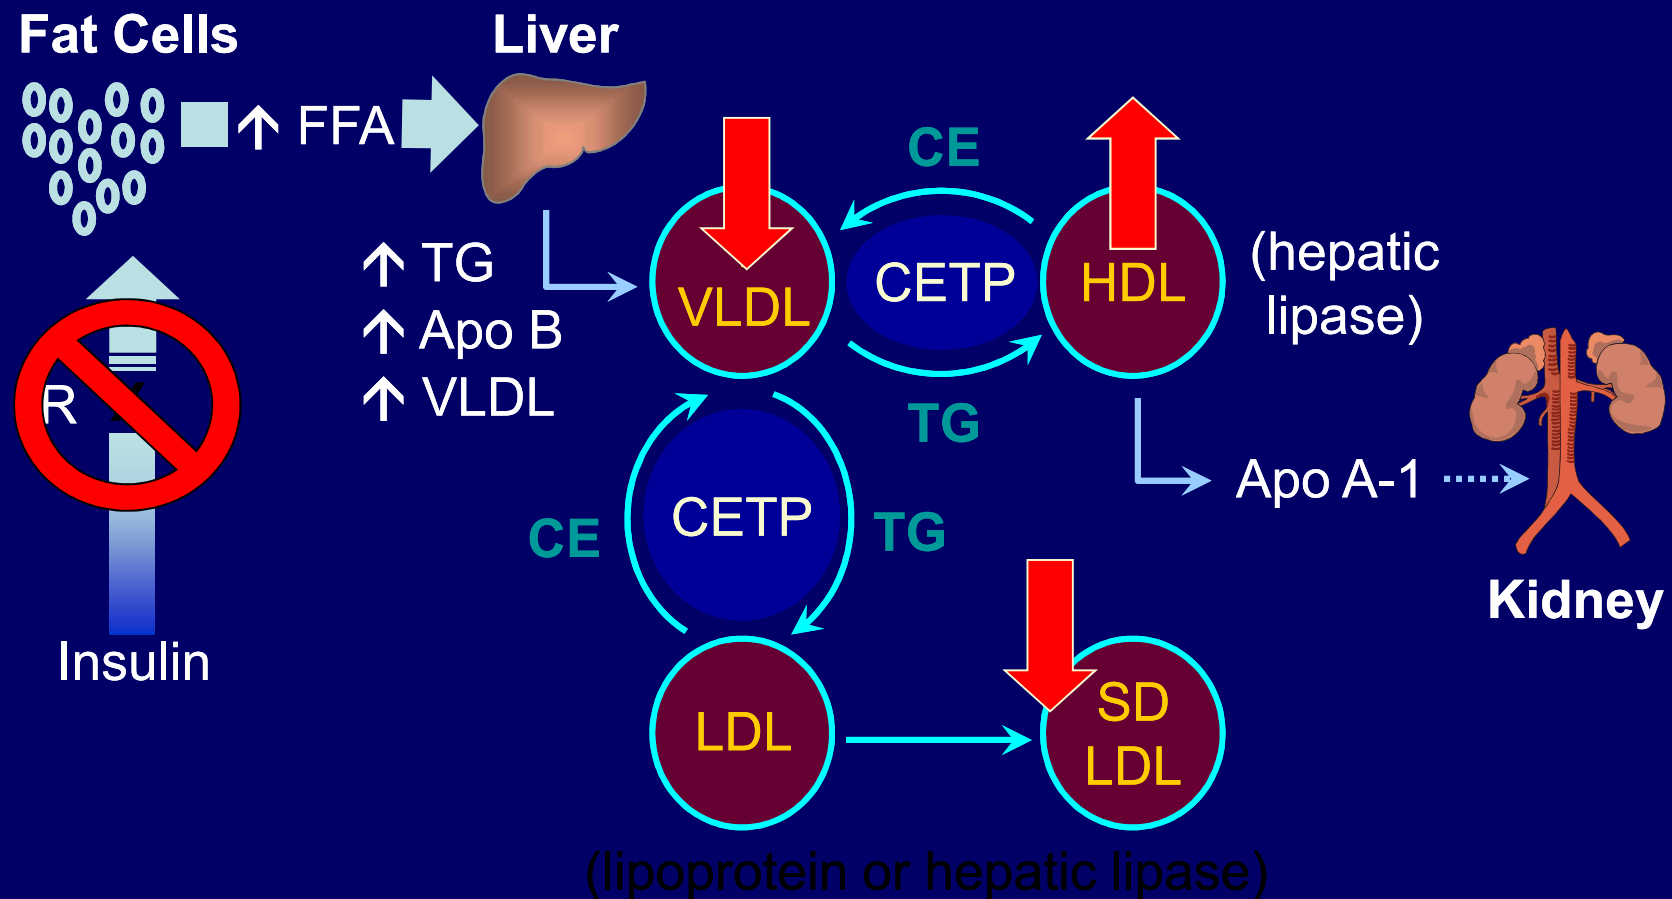 Fat Cells
Liver
↑ FFA
CE
↑ TG
↑ Apo B
↑ VLDL
VLDL
CETP
HDL
(hepatic
lipase)
R
TG
CETP
CE
TG
Apo A-1
Kidney
Insulin
LDL
SD
LDL
(lipoprotein or hepatic lipase)